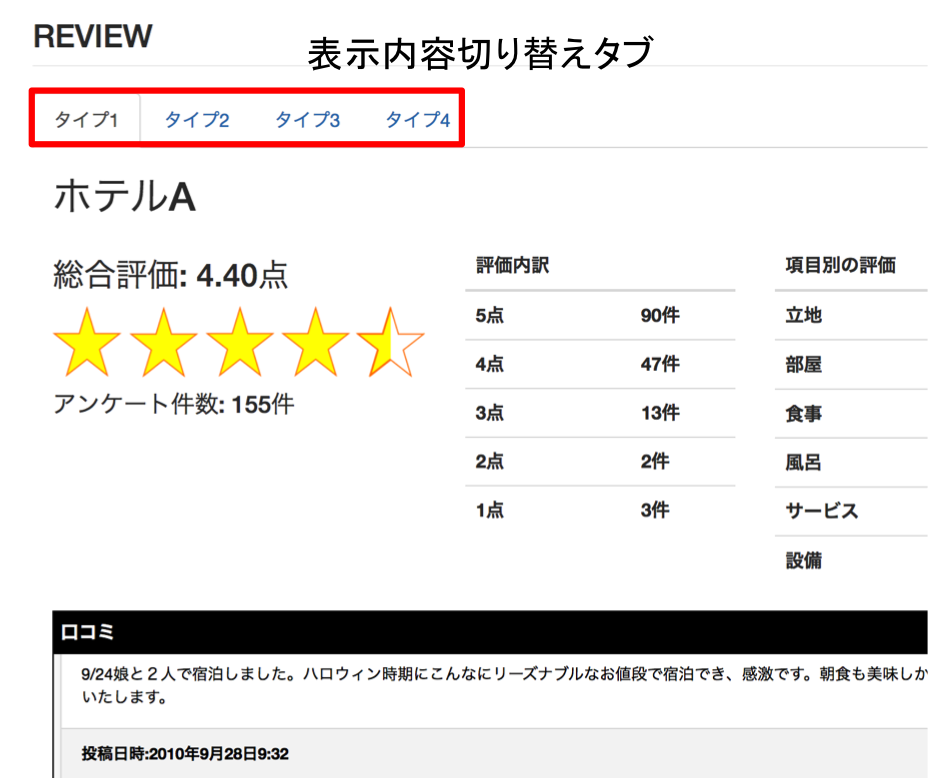 REVIEW
表示内容切り替えタブ
タイプ1 タイプ2 タイプ3 タイプ4
ホテルA
総合評価: 4.40点
アンケート件数: 155件
評価内訳
5点 90件
4点 47件
3点 13件
2点 2件
1点 3件
項目別の評価
立地
部屋
食事
風呂
サービス
設備
口コミ
9/24娘と２人で宿泊しました。ハロウィン時期にこんなにリーズナブルなお値段で宿泊でき、感激です。朝食も美味しか
いたします。
投稿日時:2010年9月28日9:32